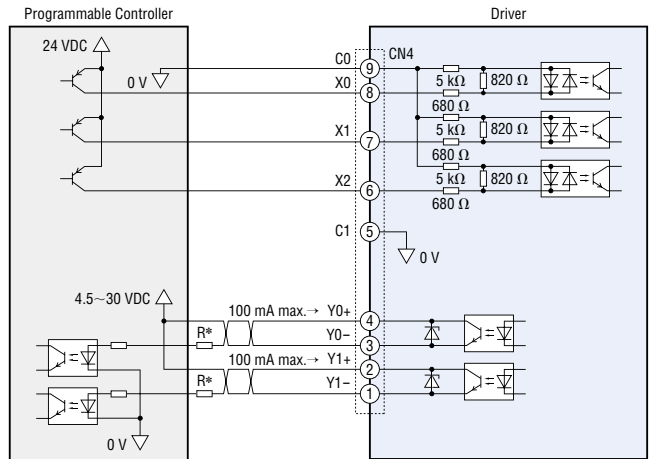 Programmable Controller
Driver
24 VDC
0 V
C0
9
CN4
5 kΩ
820 Ω
X0
8
680 Ω
X1
7
5 kΩ
820 Ω
680 Ω
X2
6
5 kΩ
820 Ω
680 Ω
C1
5
0 V
4.5~30 VDC
100 mA max.→
Y0+
4
R*
Y0−
3
100 mA max.→
Y1+
2
R*
Y1−
1
0 V